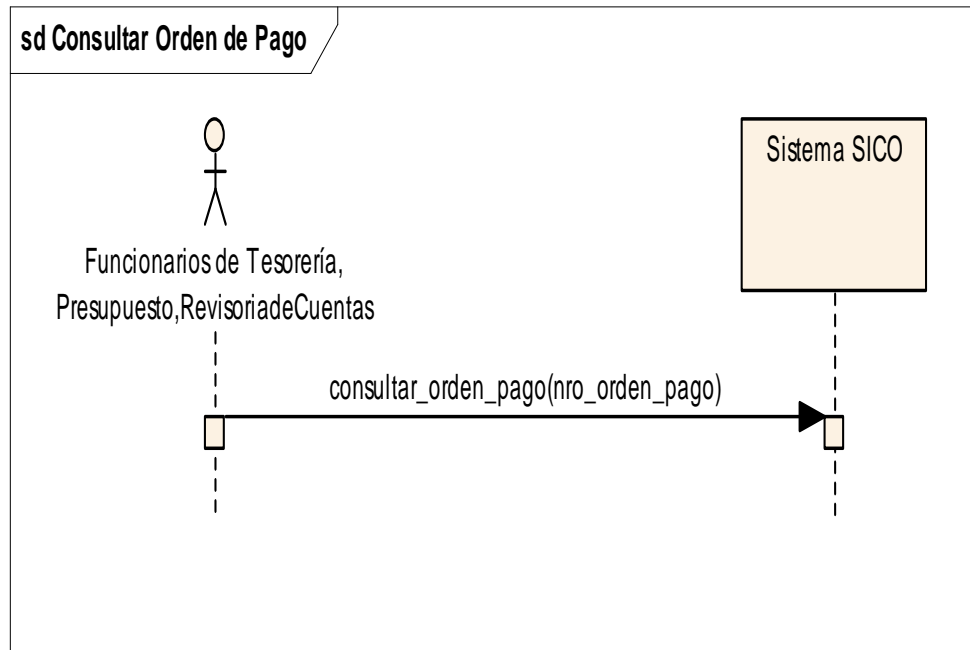 sd Consultar Orden de Pago
Sistema SICO
Funcionarios de Tesorería,
Presupuesto,RevisoriadeCuentas
consultar_orden_pago(nro_orden_pago)